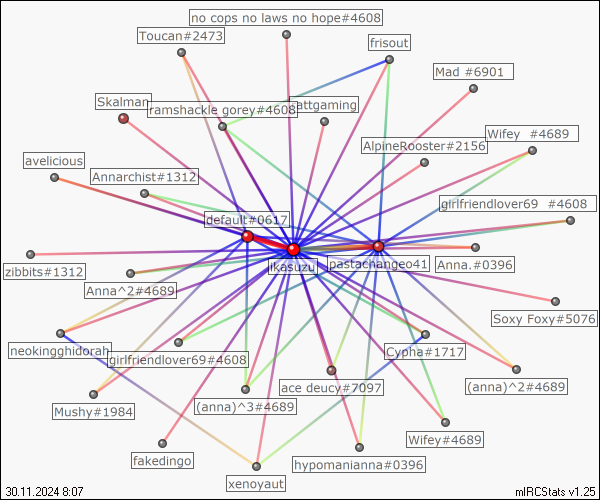 no cops no laws no hope#4608
Toucan#2473
frisout
Mad #6901
Skalman
ramshackle gorey#4608
attgaming
Wifey #4689
AlpineRooster#2156
avelicious
Annarchist#1312
girlfriendlover69 #4608
default#0617
ikasuzu
pastachangeo41
Anna.#0396
zibbits#1312
Anna^2#4689
Soxy Foxy#5076
neokingghidorah
girlfriendlover69#4608
Cypha#1717
ace deucy#7097
(anna)^2#4689
Mushy#1984
(anna)^3#4689
Wifey#4689
fakedingo
hypomanianna#0396
xenoyaut
30.11.2024 8:07
mIRCStats v1.25